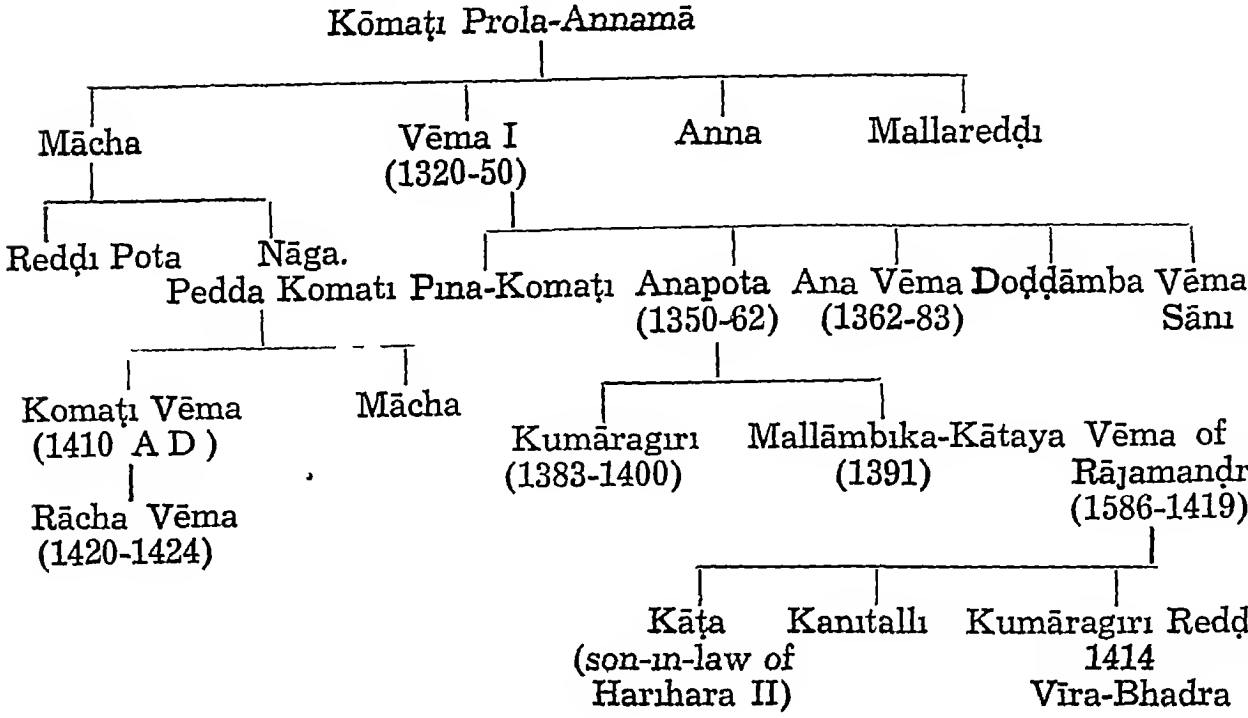 Kōmaṭı Prola-Annamā
Mācha Vēma I Anna Mallareḍḍı
(1320-50)
Reḍḍı Pota Nāga.
Pedda Komatı Pına-Komaṭı Anapota Ana Vēma Doḍḍāmba Vēma
(1350-62) (1362-83) Sānı
Komaṭı Vēma Mācha
(1410 A D )
Kumāragırı Mallāmbıka-Kātaya Vēma of
(1383-1400) (1391) Rājamanḍr
(1586-1419)
Rācha Vēma
(1420-1424)
Kāṭa Kanıtallı Kumāragırı Redḍ
(son-ın-law of 1414
Harıhara II) Vīra-Bhadra